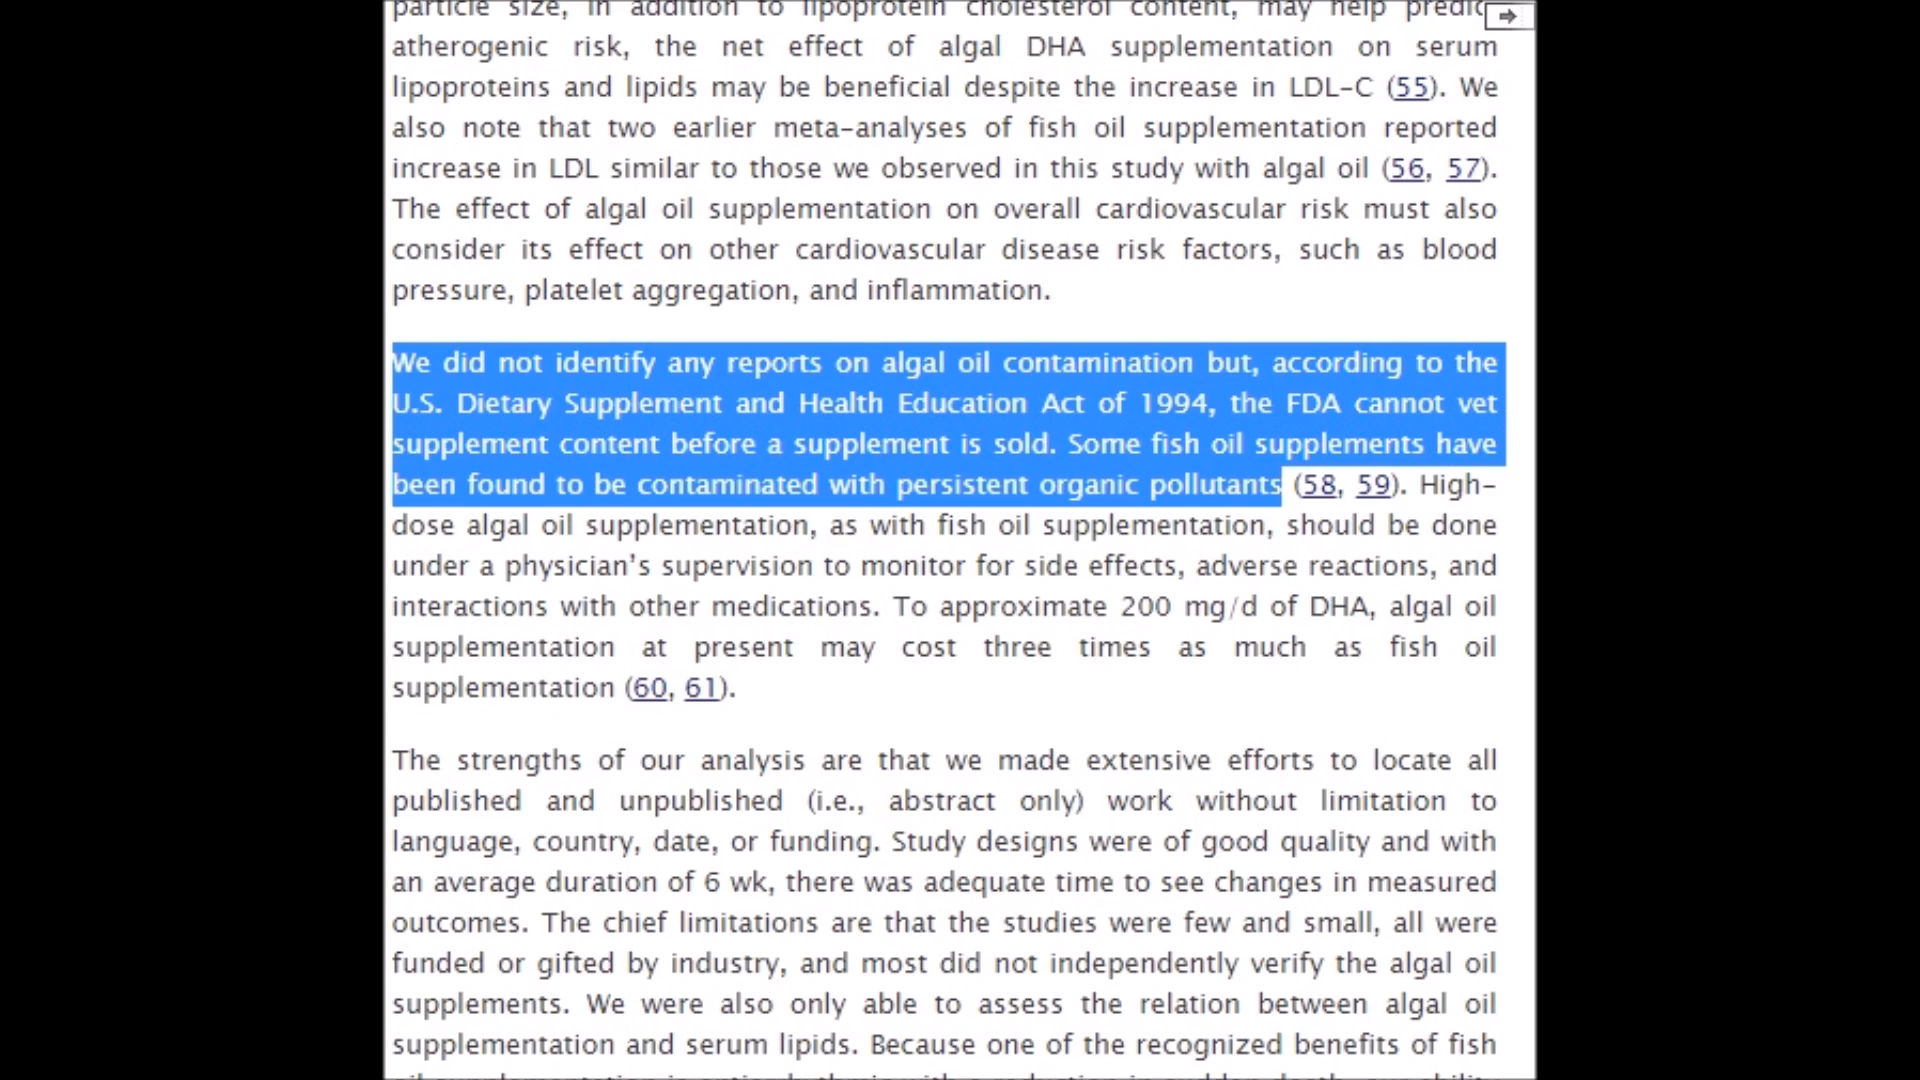 particle size, in addition to lipoprotein cholesterol content, may help
atherogenic risk, the net effect of algal DHA supplementation on serum
lipoproteins and lipids may be beneficial despite the increase in LDL-C (55). We
also note that two earlier meta-analyses of fish oil supplementation reported
increase in LDL similar to those we observed in this study with algal oil (56, 57).
The effect of algal oil supplementation on overall cardiovascular risk must also
consider its effect on other cardiovascular disease risk factors, such as blood
pressure, platelet aggregation, and inflammation.
We did not identify any reports on algal oil contamination but, according to the
U.S. Dietary Supplement and Health Education Act of 1994, the FDA cannot vet
supplement content before a supplement is sold. Some fish oil supplements have
been found to be contaminated with persistent organic pollutants (58, 59). High-
dose algal oil supplementation, as with fish oil supplementation, should be done
under a physician's supervision to monitor for side effects, adverse reactions, and
interactions with other medications. To approximate 200 mg/d of DHA, algal oil
supplementation at present may cost three times as much as fish oil
supplementation (60, 61).
The strengths of our analysis are that we made extensive efforts to locate all
published and unpublished (i.e., abstract only) work without limitation to
language, country, date, or funding. Study designs were of good quality and with
an average duration of 6 wk, there was adequate time to see changes in measured
outcomes. The chief limitations are that the studies were few and small, all were
funded or gifted by industry, and most did not independently verify the algal oil
supplements. We were also only able to assess the relation between algal oil
supplementation and serum lipids. Because one of the recognized benefits of fish